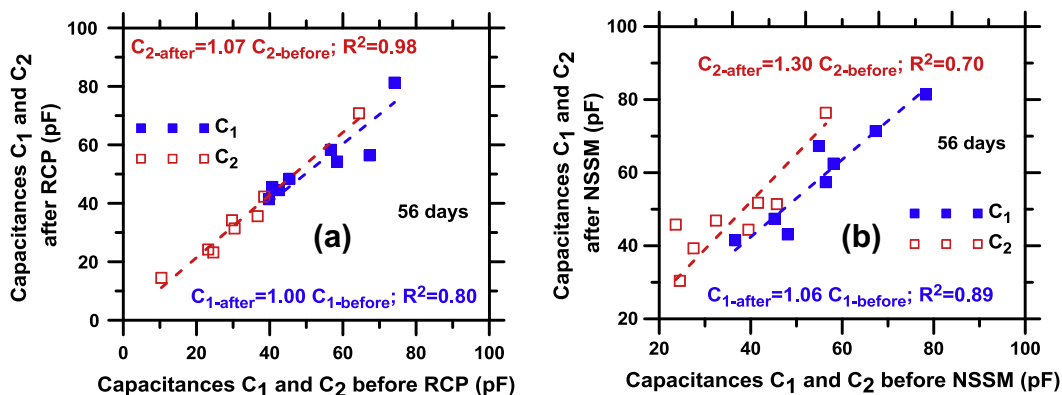 C2-after=1.07 C2-before; R²=0.98
C1
C2
56 days
(a)
C1-after=1.00 C1-before; R²=0.80
Capacitances C1 and C2
after RCP (pF)
100
80
60
40
20
0
0 20 40 60 80 100
Capacitances C1 and C2 before RCP (pF)
C2-after=1.30 C2-before; R²=0.70
56 days
(b)
C1
C2
C1-after=1.06 C1-before; R²=0.89
Capacitances C1 and C2
after NSSM (pF)
100
80
60
40
20
20 40 60 80 100
Capacitances C1 and C2 before NSSM (pF)